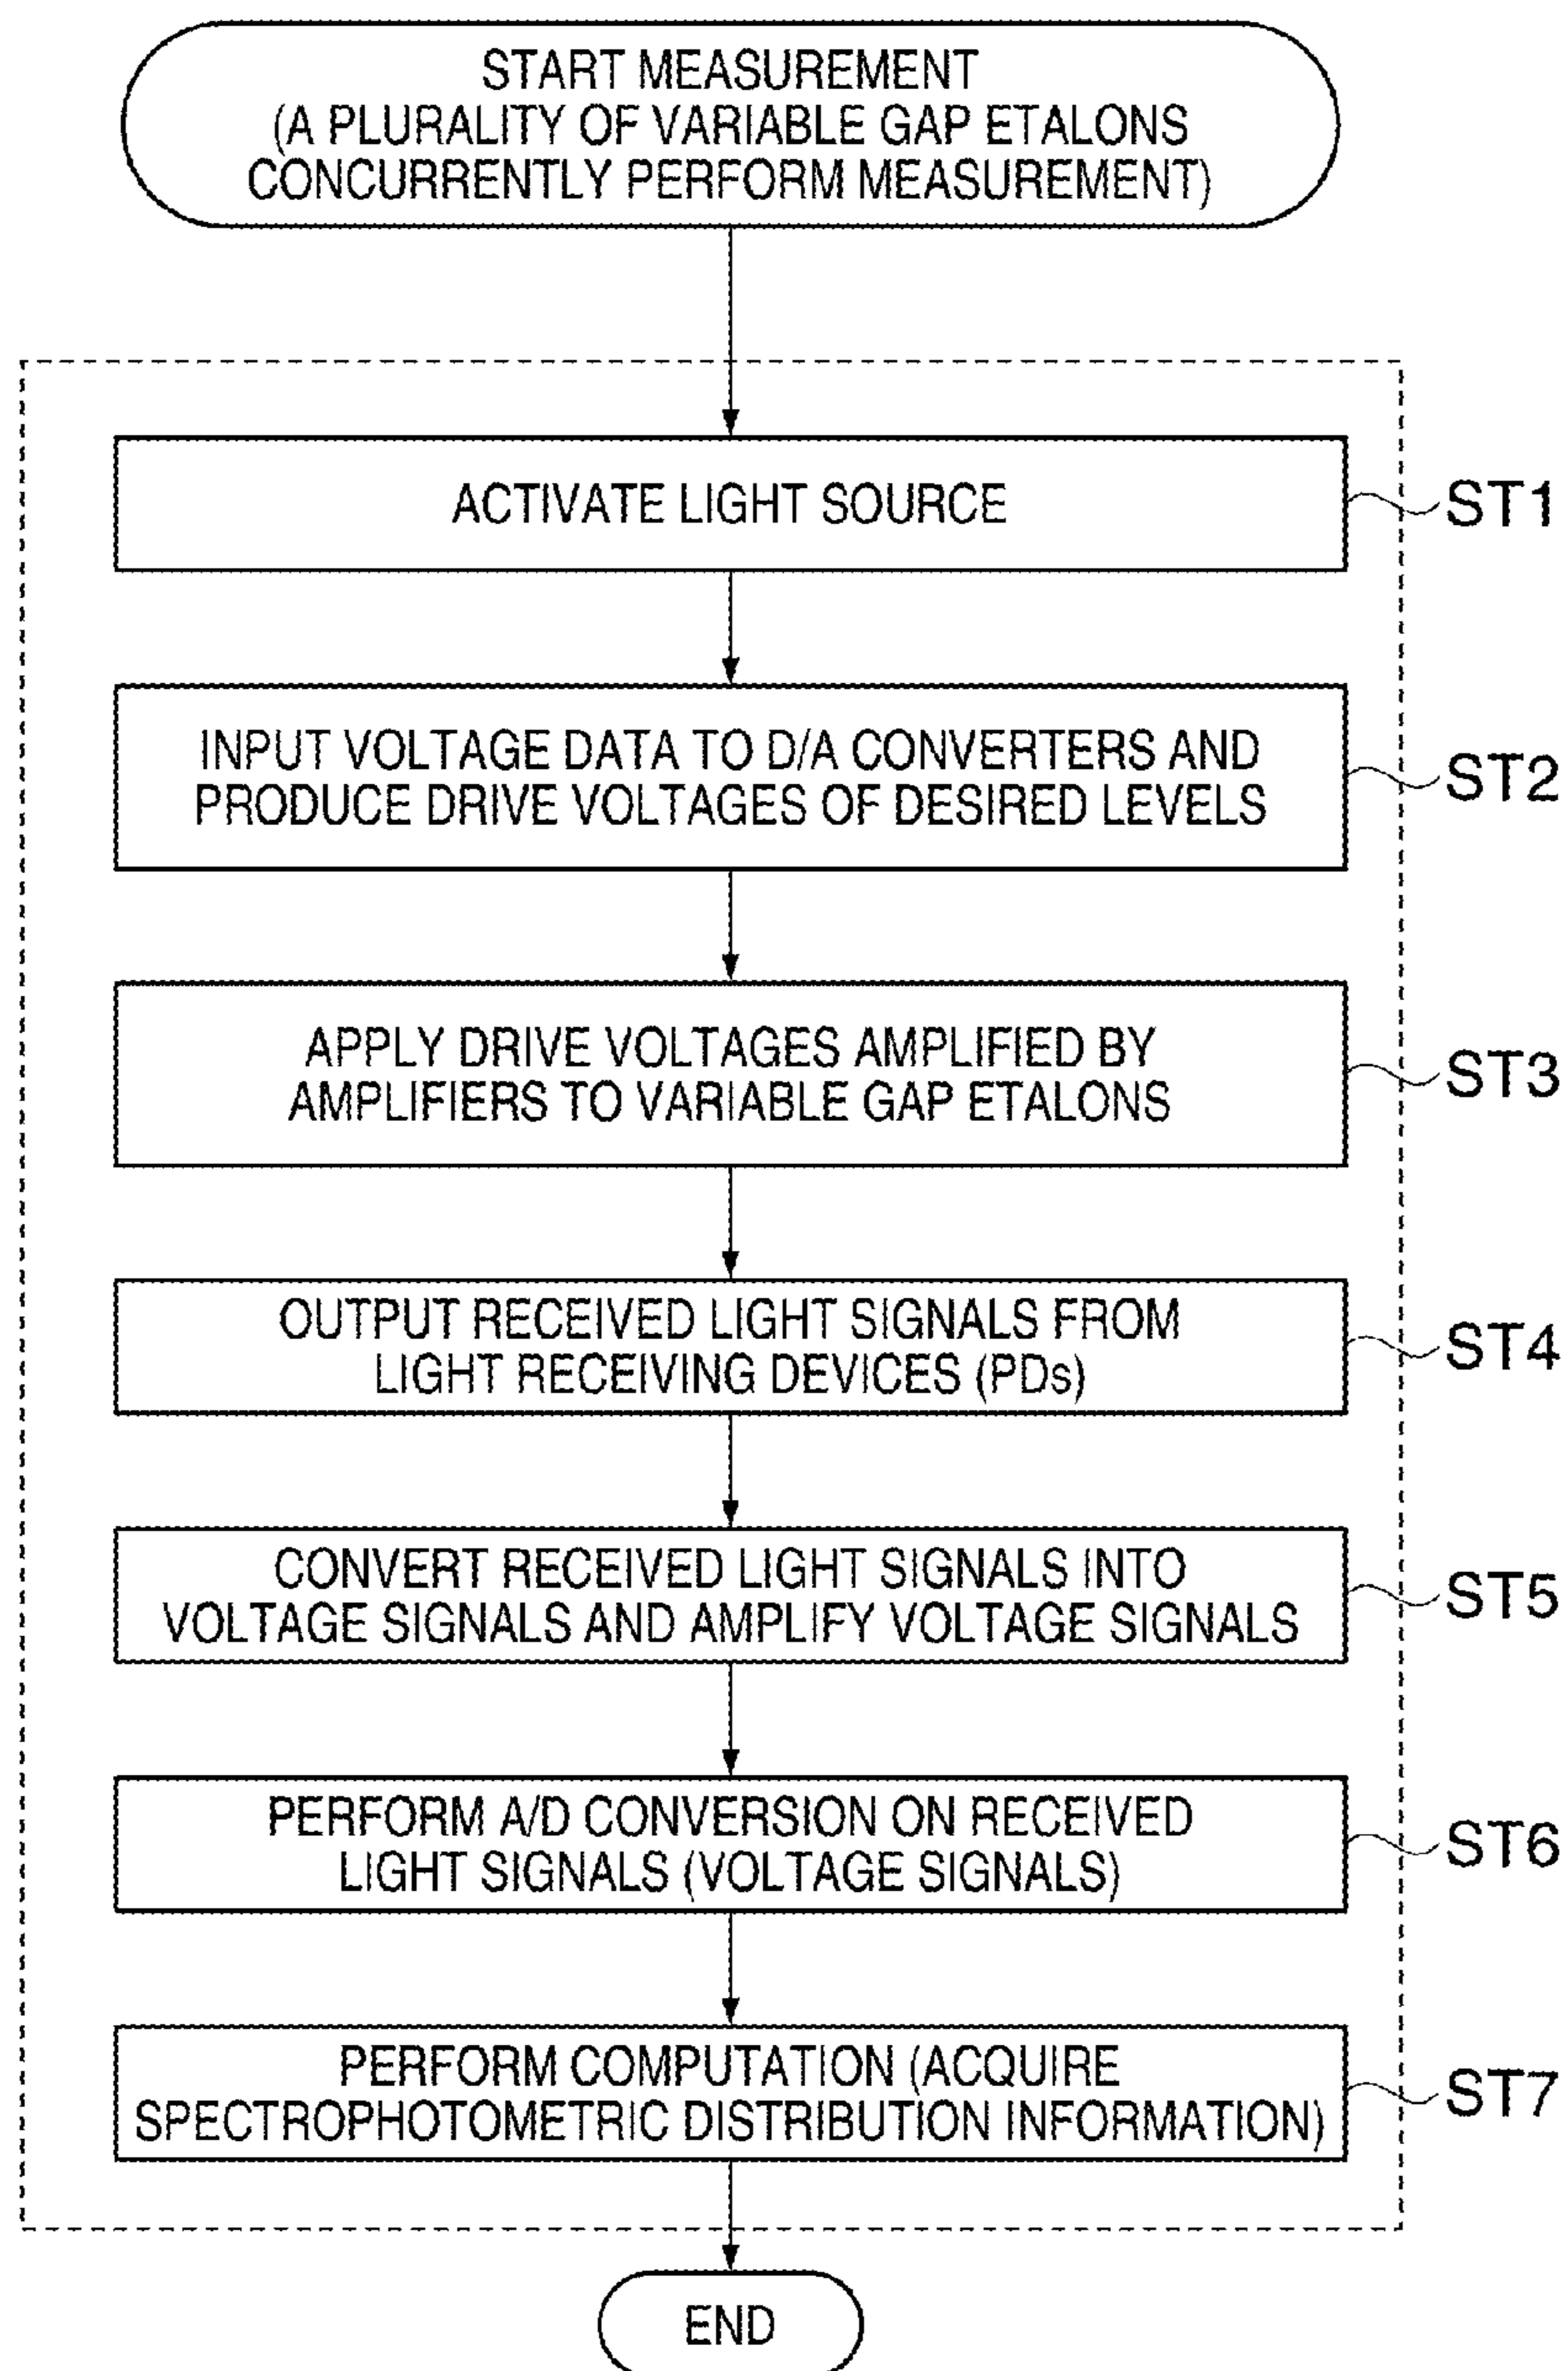 START MEASUREMENT
(A PLURALITY OF VARIABLE GAP ETALONS
CONCURRENTLY PERFORM MEASUREMENT)
ACTIVATE LIGHT SOURCE
ST1
INPUT VOLTAGE DATA TO D/A CONVERTERS AND
PRODUCE DRIVE VOLTAGES OF DESIRED LEVELS
ST2
APPLY DRIVE VOLTAGES AMPLIFIED BY
AMPLIFIERS TO VARIABLE GAP ETALONS
ST3
OUTPUT RECEIVED LIGHT SIGNALS FROM
LIGHT RECEIVING DEVICES (PDs)
ST4
CONVERT RECEIVED LIGHT SIGNALS INTO
VOLTAGE SIGNALS AND AMPLIFY VOLTAGE SIGNALS
ST5
PERFORM A/D CONVERSION ON RECEIVED
LIGHT SIGNALS (VOLTAGE SIGNALS)
ST6
PERFORM COMPUTATION (ACQUIRE
SPECTROPHOTOMETRIC DISTRIBUTION INFORMATION)
ST7
END